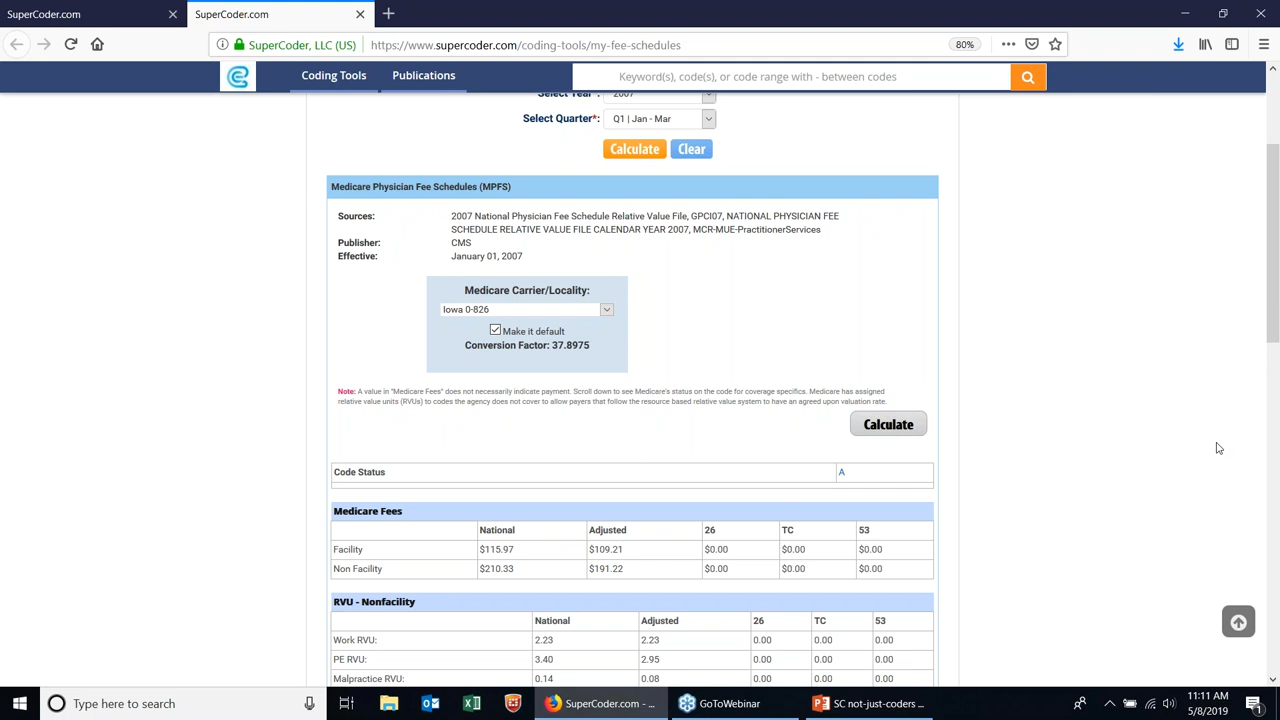 SuperCoder.com
SuperCoder.com
SuperCoder, LLC (US)
https://www.supercoder.com/coding-tools/my-fee-schedules
80%
Coding Tools
Publications
Keyword(s), code(s), or code range with - between codes
Select Year*:
2007
Select Quarter*:
Q1 | Jan - Mar
Calculate
Clear
Medicare Physician Fee Schedules (MPFS)
Sources: 2007 National Physician Fee Schedule Relative Value File, GPCI07, NATIONAL PHYSICIAN FEE
SCHEDULE RELATIVE VALUE FILE CALENDAR YEAR 2007, MCR-MUE-PractitionerServices
Publisher: CMS
Effective: January 01, 2007
Medicare Carrier/Locality:
Iowa 0-826
Make it default
Conversion Factor: 37.8975
Note: A value in "Medicare Fees" does not necessarily indicate payment. Scroll down to see Medicare's status on the code for coverage specifics. Medicare has assigned
relative value units (RVUs) to codes the agency does not cover to allow payers that follow the resource based relative value system to have an agreed upon valuation rate.
Calculate
Code Status A
Medicare Fees
National Adjusted 26 TC 53
Facility $115.97 $109.21 $0.00 $0.00 $0.00
Non Facility $210.33 $191.22 $0.00 $0.00 $0.00
RVU - Nonfacility
National Adjusted 26 TC 53
Work RVU: 2.23 2.23 0.00 0.00 0.00
PE RVU: 3.40 2.95 0.00 0.00 0.00
Malpractice RVU: 0.14 0.08 0.00 0.00 0.00
Type here to search
SuperCoder.com - ...
GoToWebinar
SC not-just-coders ...
11:11 AM
5/8/2019
1